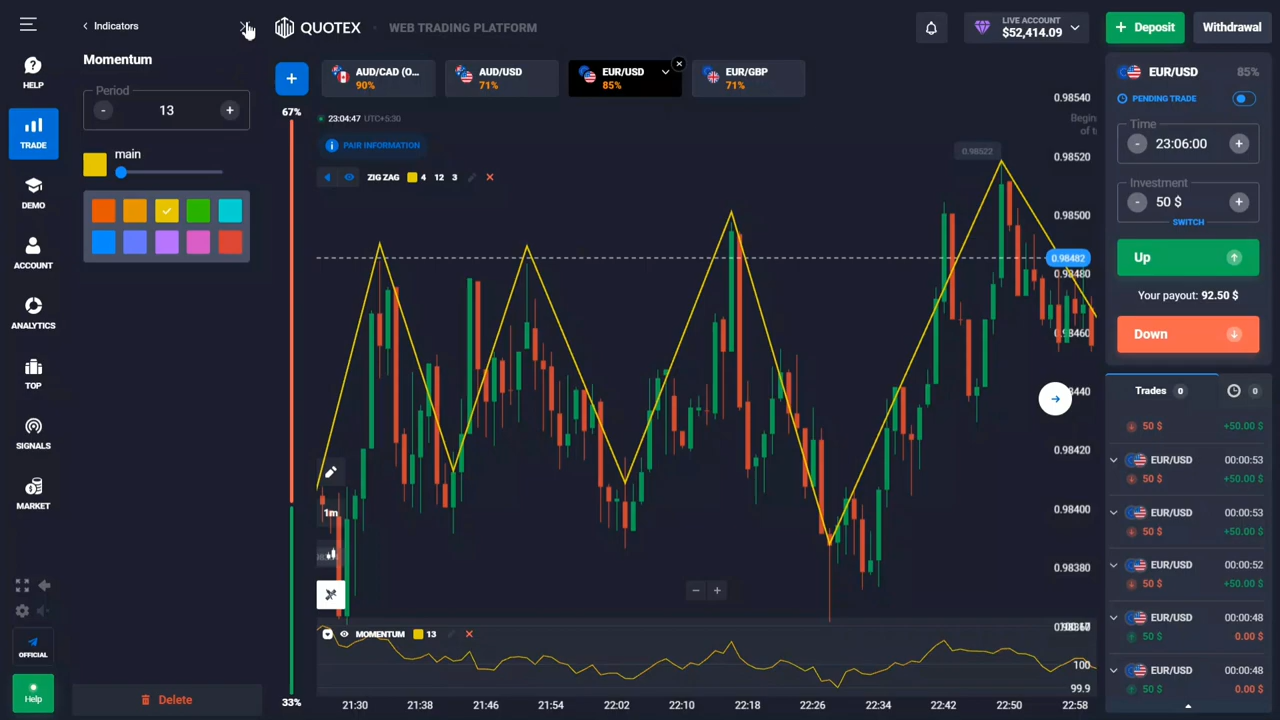 Indicators
QUOTEX
WEB TRADING PLATFORM
LIVE ACCOUNT
$52,414.09
Deposit
Withdrawal
HELP
TRADE
DEMO
ACCOUNT
ANALYTICS
TOP
SIGNALS
MARKET
OFFICIAL
Help
Momentum
Period
- 13 +
main
Delete
AUD/CAD (O...
90%
AUD/USD
71%
EUR/USD
85%
EUR/GBP
71%
67%
33%
23:04:47 UTC+5:30
PAIR INFORMATION
ZIG ZAG 4 12 3
0.98522
Begin
of t
0.98540
0.98520
0.98500
0.98482
0.98480
0.98460
0.98420
0.98400
0.98380
1m
MOMENTUM 13
100
99.9
21:30 21:38 21:46 21:54 22:02 22:10 22:18 22:26 22:34 22:42 22:50 22:58
EUR/USD 85%
PENDING TRADE
Time
- 23:06:00 +
Investment
- 50 $ +
SWITCH
Up
Your payout: 92.50 $
Down
Trades 0 0
50 $ +50.00 $
EUR/USD 00:00:53
50 $ +50.00 $
EUR/USD 00:00:53
50 $ +50.00 $
EUR/USD 00:00:52
50 $ +50.00 $
EUR/USD 00:00:48
50 $ 0.00 $
EUR/USD 00:00:48
50 $ 0.00 $